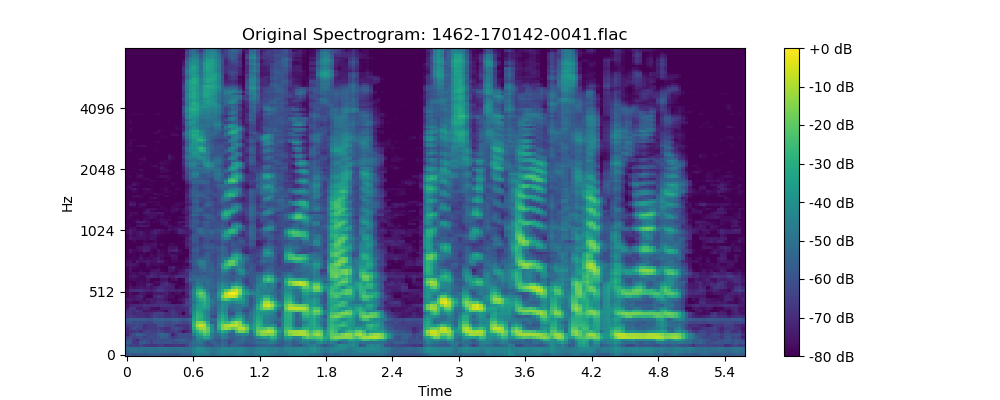 Original Spectrogram: 1462-170142-0041.flac
Hz
4096
2048
1024
512
0
0 0.6 1.2 1.8 2.4 3 3.6 4.2 4.8 5.4
Time
+0 dB
-10 dB
-20 dB
-30 dB
-40 dB
-50 dB
-60 dB
-70 dB
-80 dB